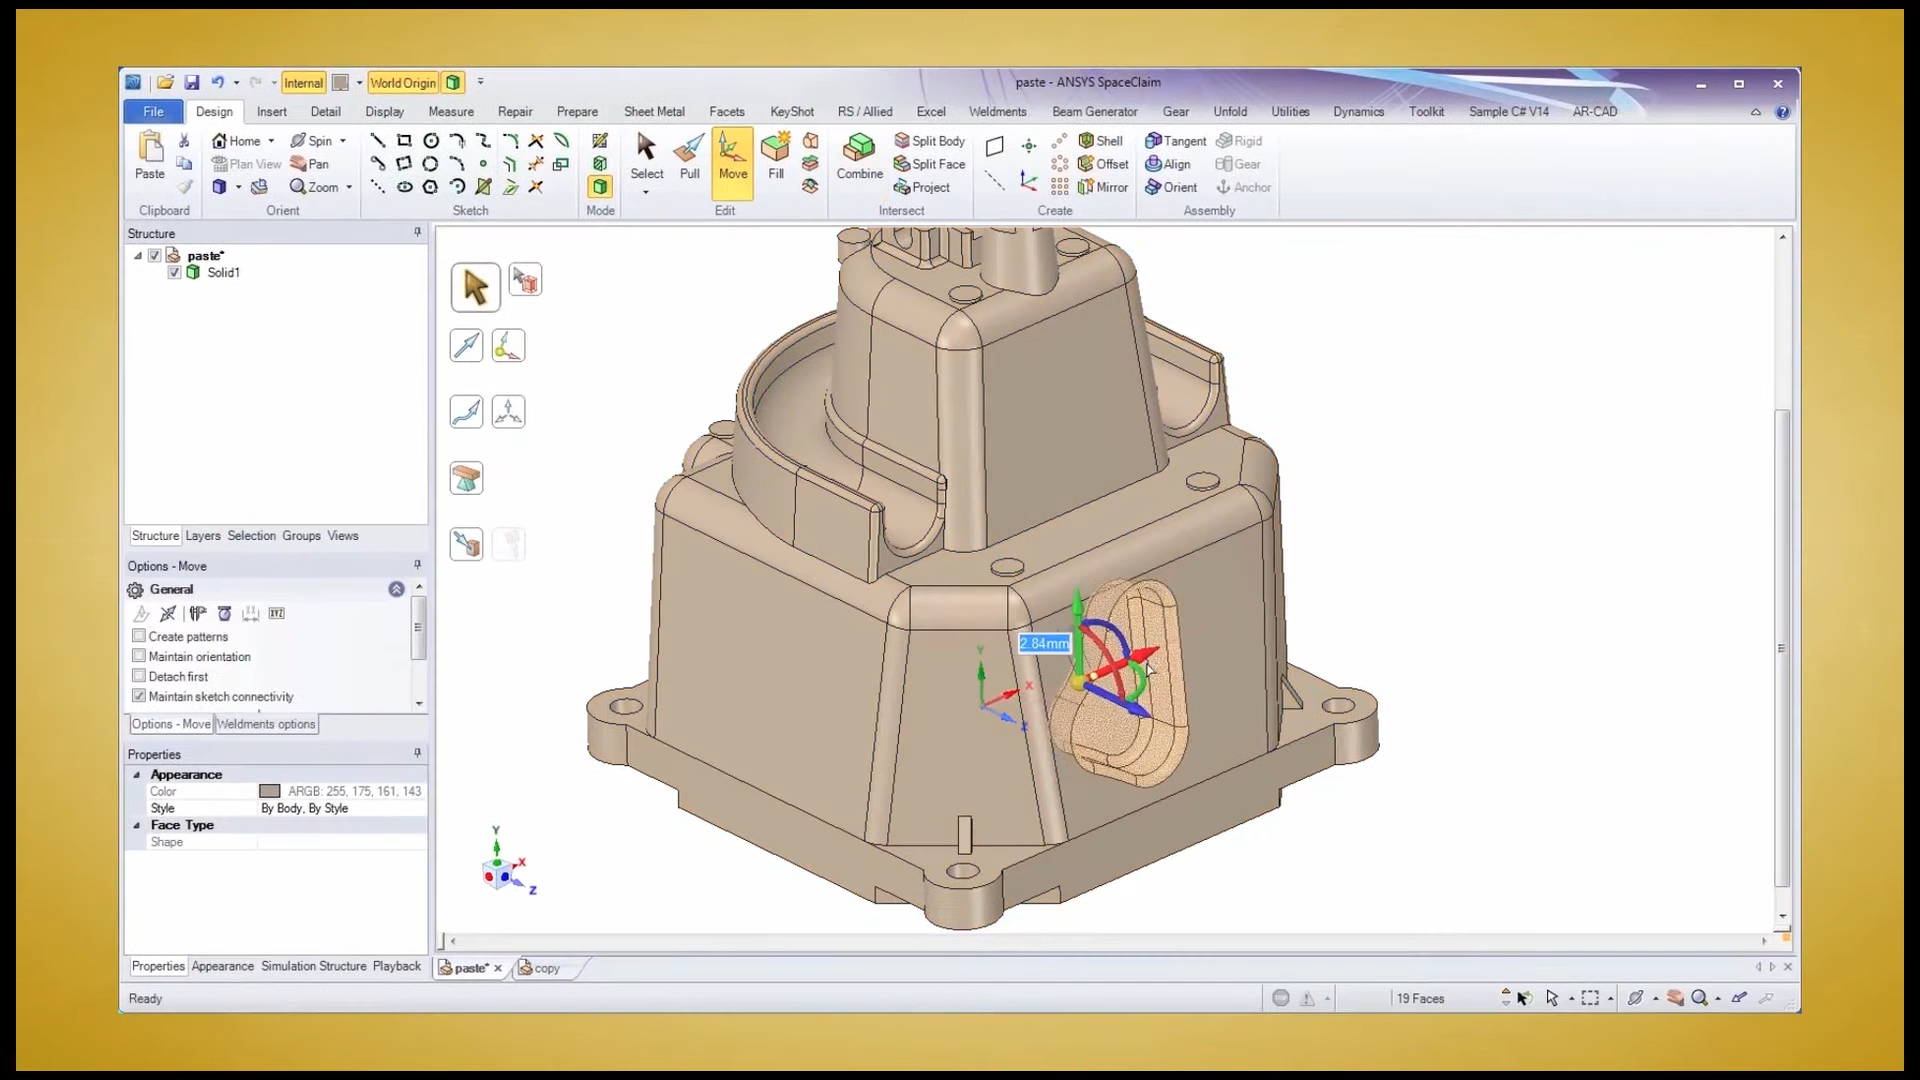 Internal World Origin paste - ANSYS SpaceClaim
File Design Insert Detail Display Measure Repair Prepare Sheet Metal Facets KeyShot RS / Allied Excel Weldments Beam Generator Gear Unfold Utilities Dynamics Toolkit Sample C# V14 AR-CAD
Home Spin Split Body Shell Tangent Rigid
Plan View Pan Split Face Offset Align Gear
Paste Select Pull Move Fill Combine
Zoom Project Mirror Orient Anchor
Clipboard Orient Sketch Mode Edit Intersect Create Assembly
Structure
paste*
Solid1
Structure Layers Selection Groups Views
Options - Move
General
XYZ
Create patterns
Maintain orientation
Detach first
Maintain sketch connectivity
Options - Move Weldments options
Properties
Appearance
Color ARGB: 255, 175, 161, 143
Style By Body, By Style
Face Type
Shape
Properties Appearance Simulation Structure Playback
2.84mm
Y
X
Z
Y
X
Z
paste* copy
Ready 19 Faces